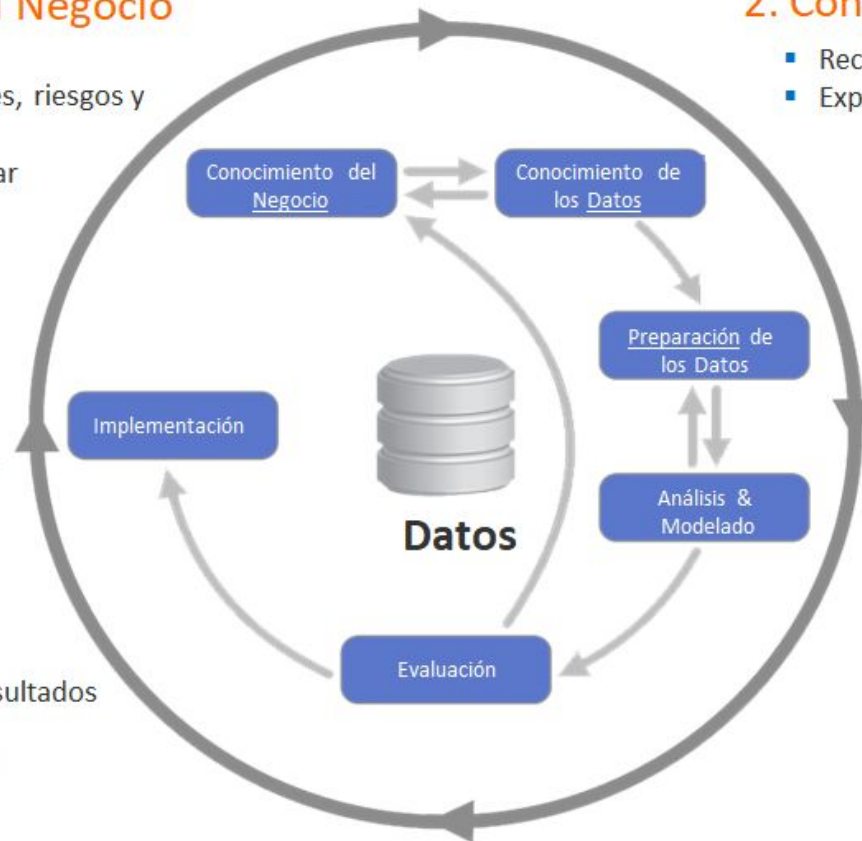 Negocio
2. Con
es, riesgos y
Rec
Exp
ar
Conocimiento del
Negocio
Conocimiento de
los Datos
Preparación de
los Datos
Implementación
Análisis &
Modelado
Datos
Evaluación
sultados